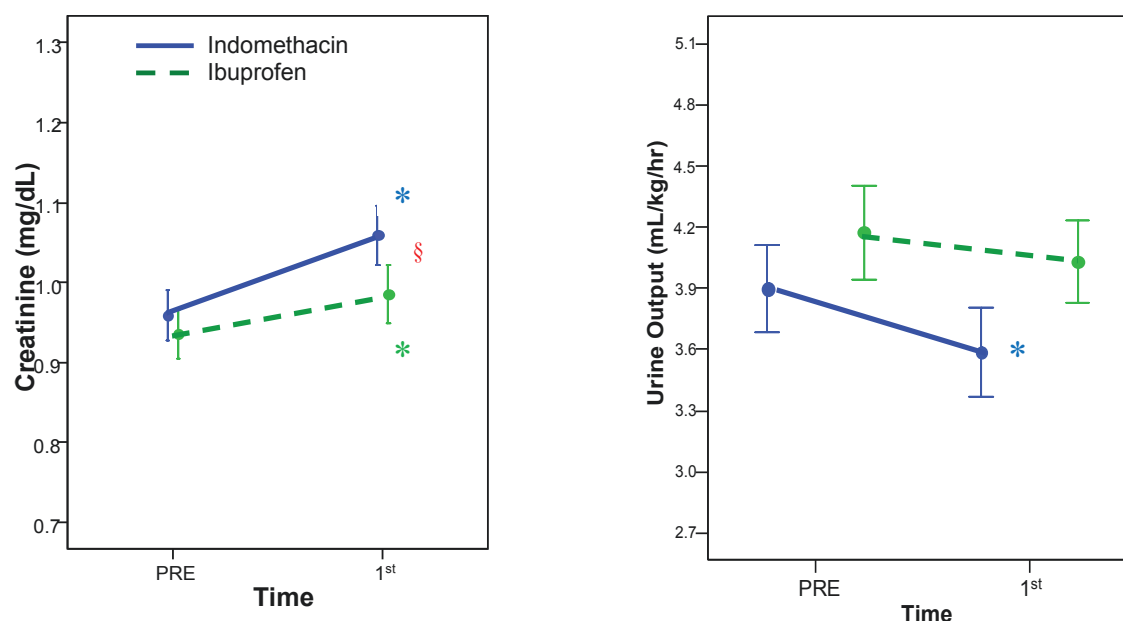 Indomethacin
Ibuprofen
*
§
*
1.3
1.2
1.1
1.0
0.9
0.8
0.7
Creatinine (mg/dL)
PRE
1st
Time
5.1
4.8
4.5
4.2
3.9
3.6
3.3
3.0
2.7
Urine Output (mL/kg/hr)
*
PRE
1st
Time